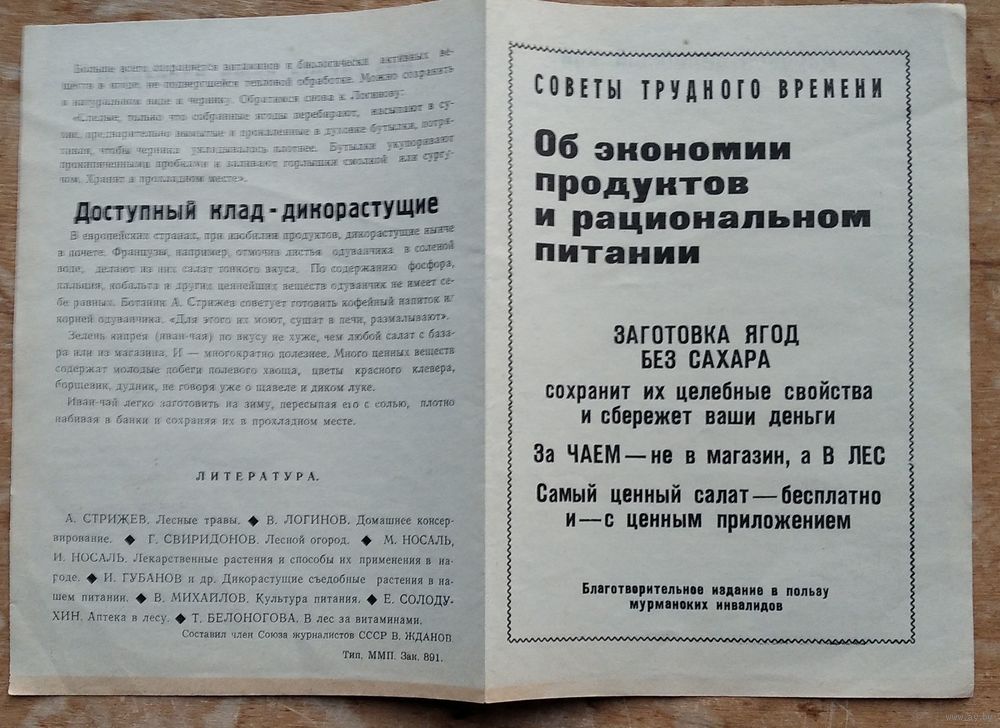 Больше всего сохраняется витаминов и биологически активных ве-
ществ в ягоде, не подвергшейся тепловой обработке. Можно сохранить
в натуральном виде и чернику. Обратимся снова к Логинову:
«Спелые, только что собранные ягоды перебирают, насыпают в су-
хие, предварительно вымытые и прокаленные в духовке бутылки, потря-
хивая, чтобы черника укладывалась плотнее. Бутылки укупоривают
прокипяченными пробками и заливают горлышки смолкой или сургу-
чом. Хранят в прохладном месте».
Доступный клад - дикорастущие
В европейских странах, при изобилии продуктов, дикорастущие нынче
в почете. Французы, например, отмочив листья одуванчика в соленой
воде, делают из них салат тонкого вкуса. По содержанию фосфора,
кальция, кобальта и других ценнейших веществ одуванчик не имеет се-
бе равных. Ботаник А. Стрижев советует готовить кофейный напиток из
корней одуванчика. «Для этого их моют, сушат в печи, размалывают».
Зелень кипрея (иван-чая) по вкусу не хуже, чем любой салат с база-
ра или из магазина. И — многократно полезнее. Много ценных веществ
содержат молодые побеги полевого хвоща, цветы красного клевера,
борщевик, дудник, не говоря уже о щавеле и диком луке.
Иван-чай легко заготовить на зиму, пересыпая его с солью, плотно
набивая в банки и сохраняя их в прохладном месте.
ЛИТЕРАТУРА.
А. СТРИЖЕВ. Лесные травы. ◆ В. ЛОГИНОВ. Домашнее консер-
вирование. ◆ Г. СВИРИДОНОВ. Лесной огород. ◆ М. НОСАЛЬ,
И. НОСАЛЬ. Лекарственные растения и способы их применения в на-
роде. ◆ И. ГУБАНОВ и др. Дикорастущие съедобные растения в на-
шем питании. ◆ В. МИХАЙЛОВ. Культура питания. ◆ Е. СОЛОДУ-
ХИН. Аптека в лесу. ◆ Т. БЕЛОНОГОВА. В лес за витаминами.
Составил член Союза журналистов СССР В. ЖДАНОВ.
Тип. ММП. Зак. 891.
СОВЕТЫ ТРУДНОГО ВРЕМЕНИ
Об экономии
продуктов
и рациональном
питании
ЗАГОТОВКА ЯГОД
БЕЗ САХАРА
сохранит их целебные свойства
и сбережет ваши деньги
За ЧАЕМ — не в магазин, а В ЛЕС
Самый ценный салат — бесплатно
и — с ценным приложением
Благотворительное издание в пользу
мурманских инвалидов
www.ay.by